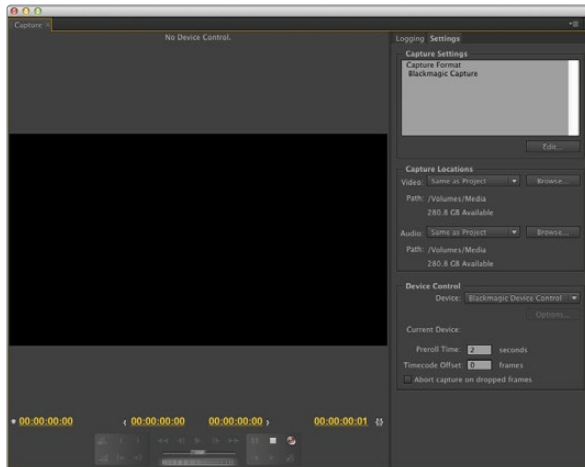 Capture
No Device Control.
Logging Settings
Capture Settings
Capture Format
Blackmagic Capture
Edit...
Capture Locations
Video: Same as Project Browse...
Path: /Volumes/Media
280.8 GB Available
Audio: Same as Project Browse...
Path: /Volumes/Media
280.8 GB Available
Device Control
Device: Blackmagic Device Control
Options...
Current Device:
Preroll Time: 2 seconds
Timecode Offset: 0 frames
Abort capture on dropped frames
00:00:00:00 00:00:00:00 00:00:00:00 00:00:00:01